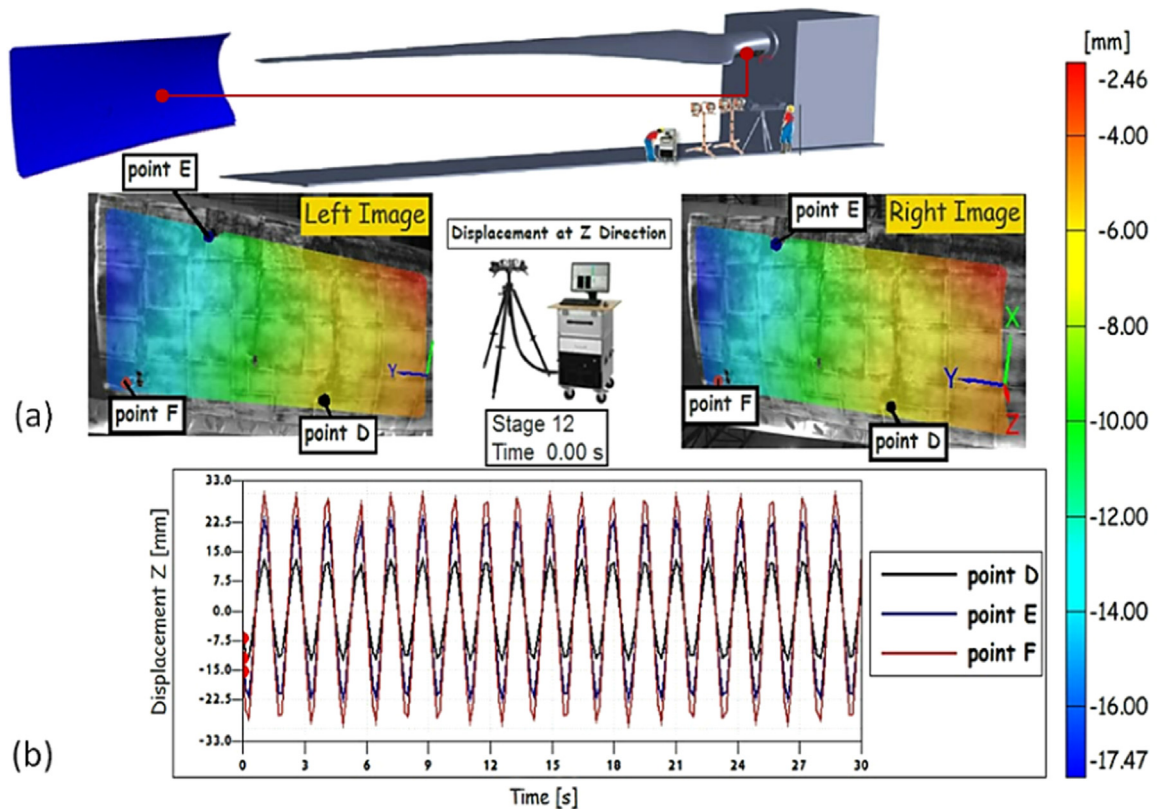 [mm]
-2.46
-4.00
-6.00
-8.00
-10.00
-12.00
-14.00
-16.00
-17.47
point E
Left Image
Y
point F
point D
Displacement at Z Direction
Stage 12
Time 0.00 s
point E
Right Image
X
Y
Z
point F
point D
(a)
33.0
22.5
15.0
7.5
0.0
-7.5
-15.0
-22.5
-33.0
Displacement Z [mm]
0 3 6 9 12 15 18 21 24 27 30
Time [s]
point D
point E
point F
(b)